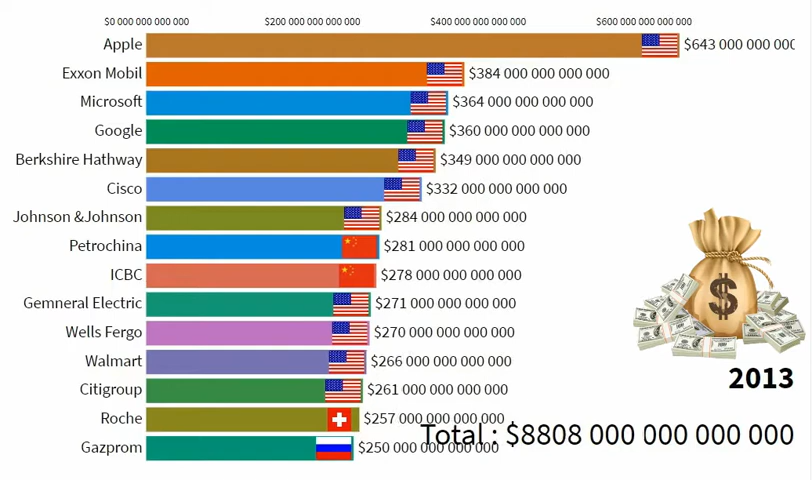 $0 000 000 000 000 $200 000 000 000 000 $400 000 000 000 000 $600 000 000 000 000
Apple $643 000 000 000
Exxon Mobil $384 000 000 000 000
Microsoft $364 000 000 000 000
Google $360 000 000 000 000
Berkshire Hathway $349 000 000 000 000
Cisco $332 000 000 000 000
Johnson &Johnson $284 000 000 000 000
Petrochina $281 000 000 000 000
ICBC $278 000 000 000 000
Gemneral Electric $271 000 000 000 000
Wells Fergo $270 000 000 000 000
Walmart $266 000 000 000 000
Citigroup $261 000 000 000 000
Roche $257 000 000 000 000
Gazprom $250 000 000 000 000
$
2013
Total : $8808 000 000 000 000